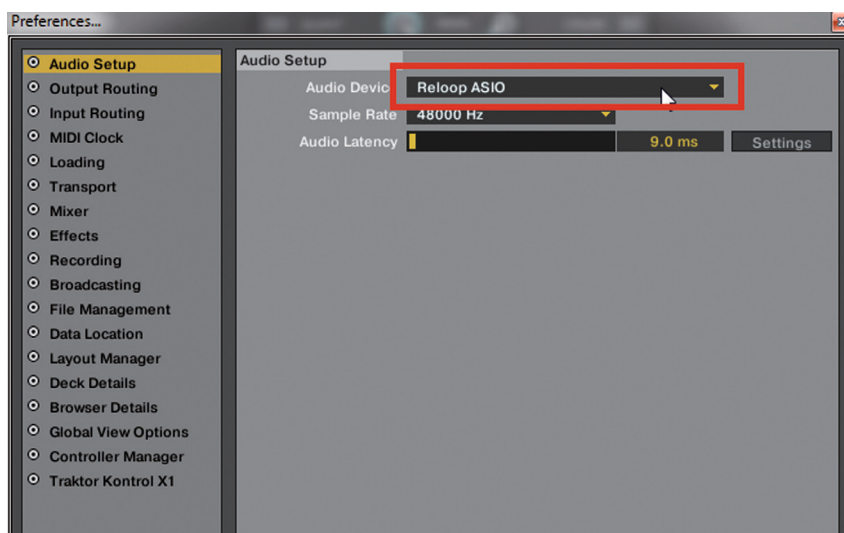 Preferences...
Audio Setup
Output Routing
Input Routing
MIDI Clock
Loading
Transport
Mixer
Effects
Recording
Broadcasting
File Management
Data Location
Layout Manager
Deck Details
Browser Details
Global View Options
Controller Manager
Traktor Kontrol X1
Audio Setup
Audio Devic Reloop ASIO
Sample Rate 48000 Hz
Audio Latency 9.0 ms Settings